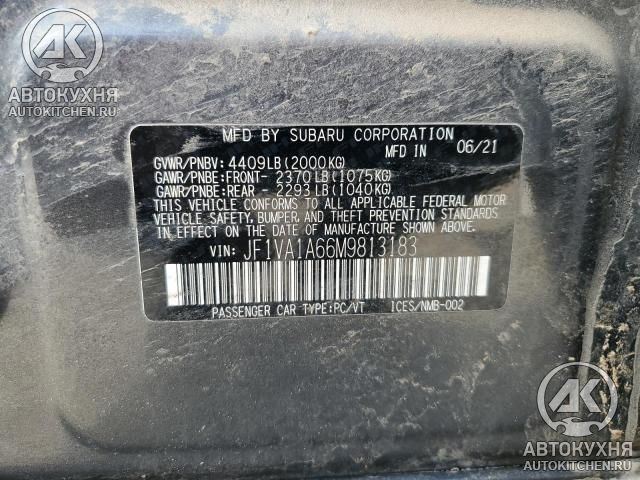 АК
АВТОКУХНЯ
AUTOKITCHEN.RU
MFD BY SUBARU CORPORATION
MFD IN 06/21
GVWR/PNBV: 4409LB(2000KG)
GAWR/PNBE:FRONT- 2370LB(1075KG)
GAWR/PNBE:REAR - 2293LB(1040KG)
THIS VEHICLE CONFORMS TO ALL APPLICABLE FEDERAL MOTOR
VEHICLE SAFETY, BUMPER, AND THEFT PREVENTION STANDARDS
IN EFFECT ON THE DATE OF MANUFACTURE SHOWN ABOVE.
VIN: JF1VA1A66M9813183
PASSENGER CAR TYPE:PC/VT ICES/NMB-002
АК
АВТОКУХНЯ
AUTOKITCHEN.RU